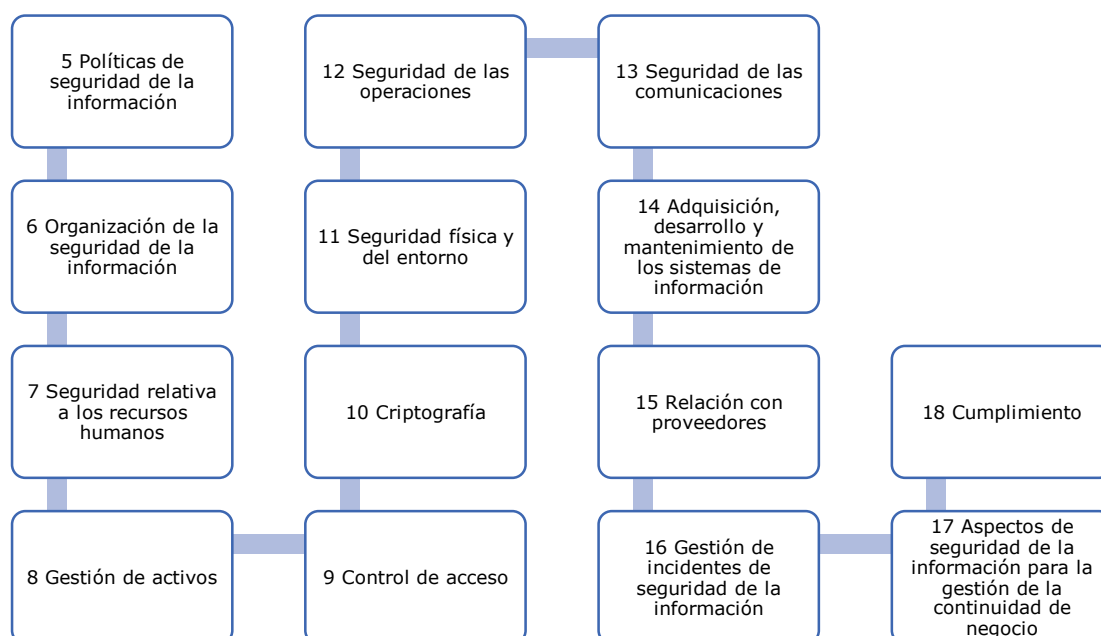 5 Políticas de
seguridad de la
información
6 Organización de la
seguridad de la
información
7 Seguridad relativa
a los recursos
humanos
8 Gestión de activos
9 Control de acceso
10 Criptografía
11 Seguridad física y
del entorno
12 Seguridad de las
operaciones
13 Seguridad de las
comunicaciones
14 Adquisición,
desarrollo y
mantenimiento de
los sistemas de
información
15 Relación con
proveedores
16 Gestión de
incidentes de
seguridad de la
información
17 Aspectos de
seguridad de la
información para la
gestión de la
continuidad de
negocio
18 Cumplimiento